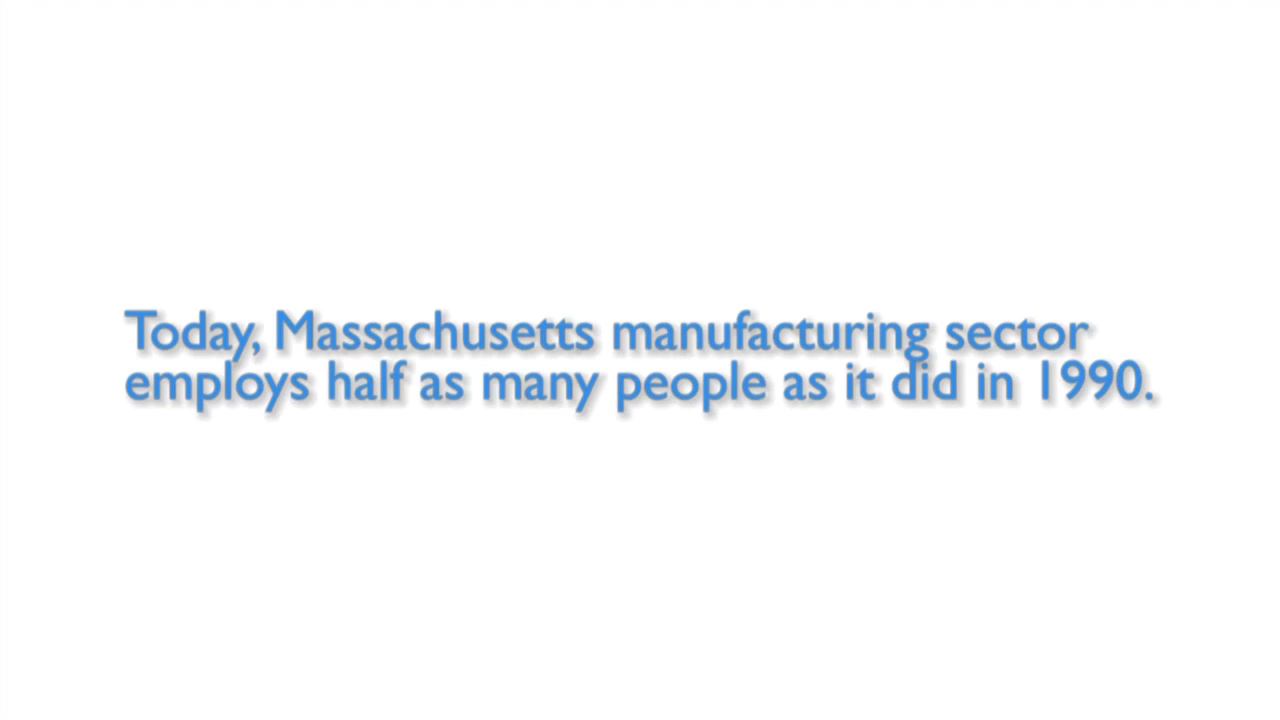 Today, Massachusetts manufacturing sector
employs half as many people as it did in 1990.